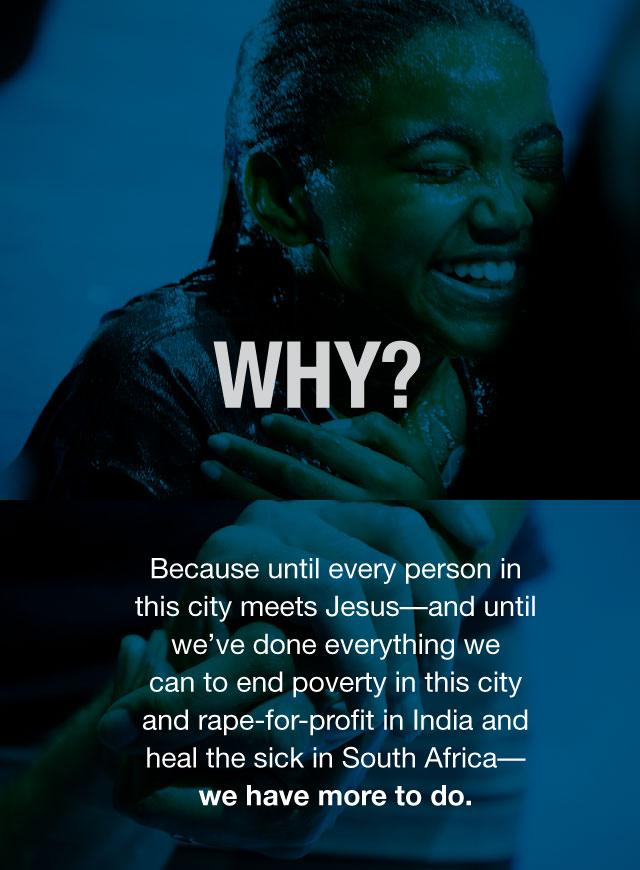 WHY?
Because until every person in
this city meets Jesus—and until
we’ve done everything we
can to end poverty in this city
and rape-for-profit in India and
heal the sick in South Africa—
we have more to do.